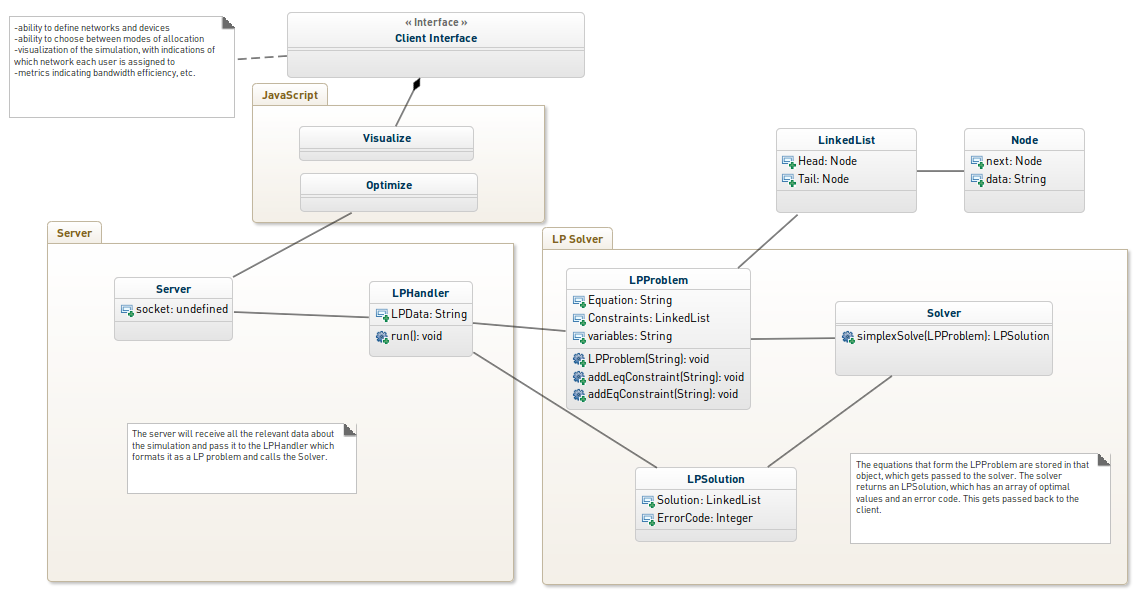 -ability to define networks and devices
-ability to choose between modes of allocation
-visualization of the simulation, with indications of
which network each user is assigned to
-metrics indicating bandwidth efficiency, etc.
« Interface »
Client Interface
JavaScript
Visualize
Optimize
LinkedList
Head: Node
Tail: Node
Node
next: Node
data: String
Server
Server
socket: undefined
LPHandler
LPData: String
run(): void
The server will receive all the relevant data about
the simulation and pass it to the LPHandler which
formats it as a LP problem and calls the Solver.
LP Solver
LPProblem
Equation: String
Constraints: LinkedList
variables: String
LPProblem(String): void
addLeqConstraint(String): void
addEqConstraint(String): void
Solver
simplexSolve(LPProblem): LPSolution
LPSolution
Solution: LinkedList
ErrorCode: Integer
The equations that form the LPProblem are stored in that
object, which gets passed to the solver. The solver
returns an LPSolution, which has an array of optimal
values and an error code. This gets passed back to the
client.